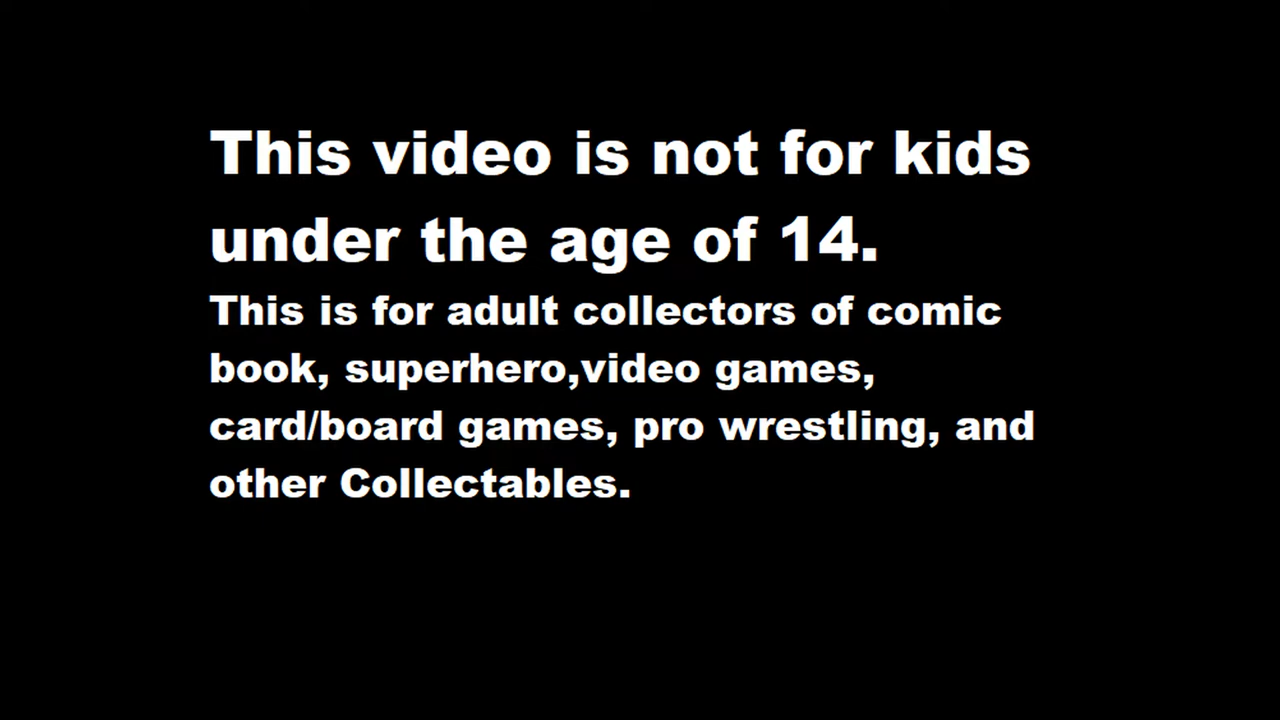 This video is not for kids
under the age of 14.
This is for adult collectors of comic
book, superhero,video games,
card/board games, pro wrestling, and
other Collectables.